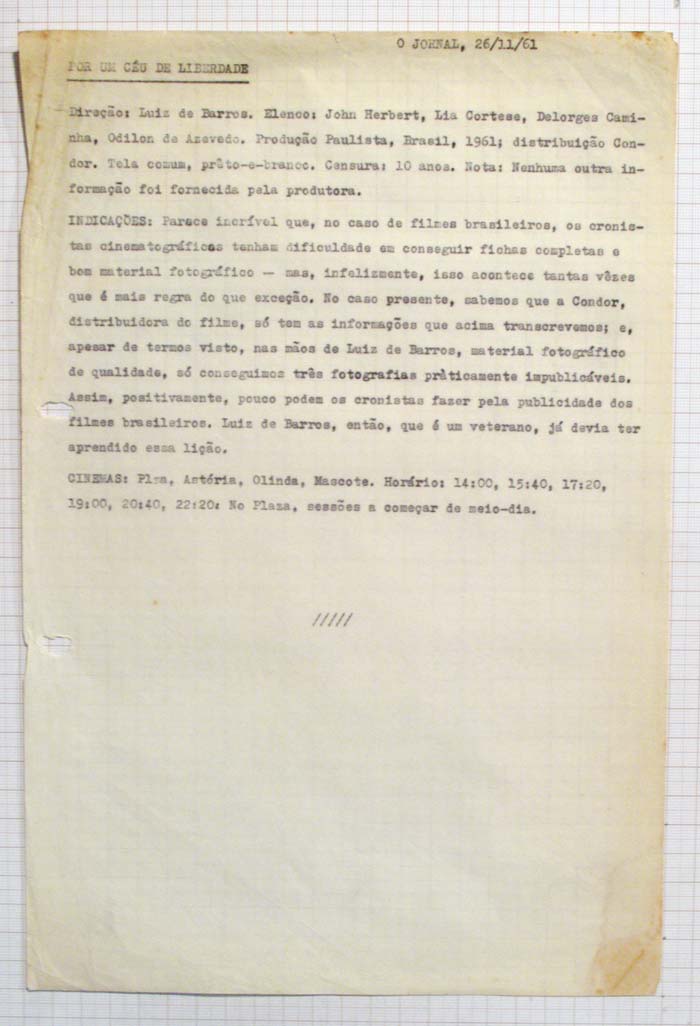 O JORNAL, 26/11/61
POR UM CÉU DE LIBERDADE
Direção: Luiz de Barros. Elenco: John Herbert, Lia Cortese, Delorges Cami-
nha, Odilon de Azevedo. Produção Paulista, Brasil, 1961; distribuição Con-
dor. Tela comum, prêto-e-branco. Censura: 10 anos. Nota: Nenhuma outra in-
formação foi fornecida pela produtora.
INDICAÇÕES: Parece incrível que, no caso de filmes brasileiros, os cronis-
tas cinematográficos tenham dificuldade em conseguir fichas completas e
bom material fotográfico — mas, infelizmente, isso acontece tantas vêzes
que é mais regra do que exceção. No caso presente, sabemos que a Condor,
distribuidora do filme, só tem as informações que acima transcrevemos; e,
apesar de termos visto, nas mãos de Luiz de Barros, material fotográfico
de qualidade, só conseguimos três fotografias pràticamente impublicáveis.
Assim, positivamente, pouco podem os cronistas fazer pela publicidade dos
filmes brasileiros. Luiz de Barros, então, que é um veterano, já devia ter
aprendido essa lição.
CINEMAS: Plza, Astória, Olinda, Mascote. Horário: 14:00, 15:40, 17:20,
19:00, 20:40, 22:20: No Plaza, sessões a começar de meio-dia.
/////